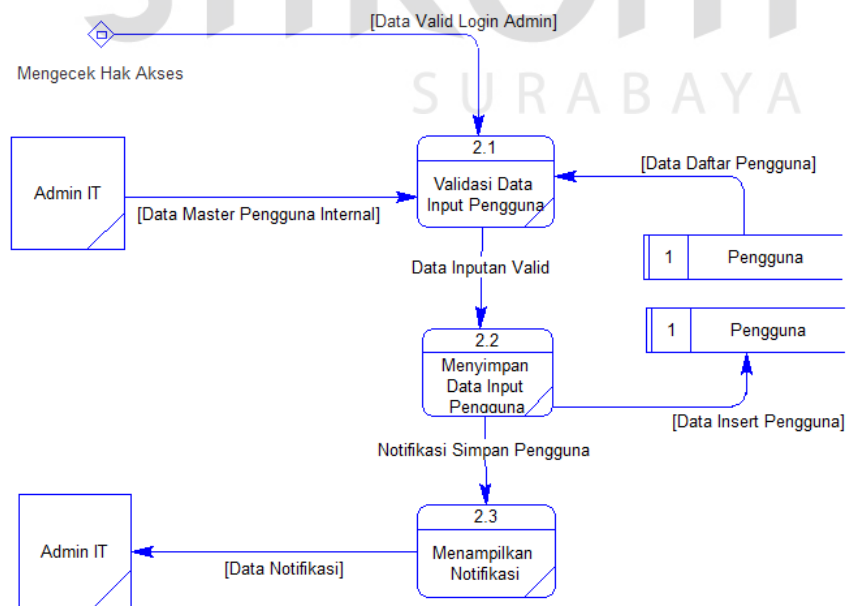 SURABAYA
[Data Valid Login Admin]
Mengecek Hak Akses
2.1
Validasi Data
Input Pengguna
Admin IT
[Data Master Pengguna Internal]
[Data Daftar Pengguna]
1 Pengguna
Data Inputan Valid
1 Pengguna
2.2
Menyimpan
Data Input
Pengguna
[Data Insert Pengguna]
Notifikasi Simpan Pengguna
2.3
Menampilkan
Notifikasi
Admin IT
[Data Notifikasi]